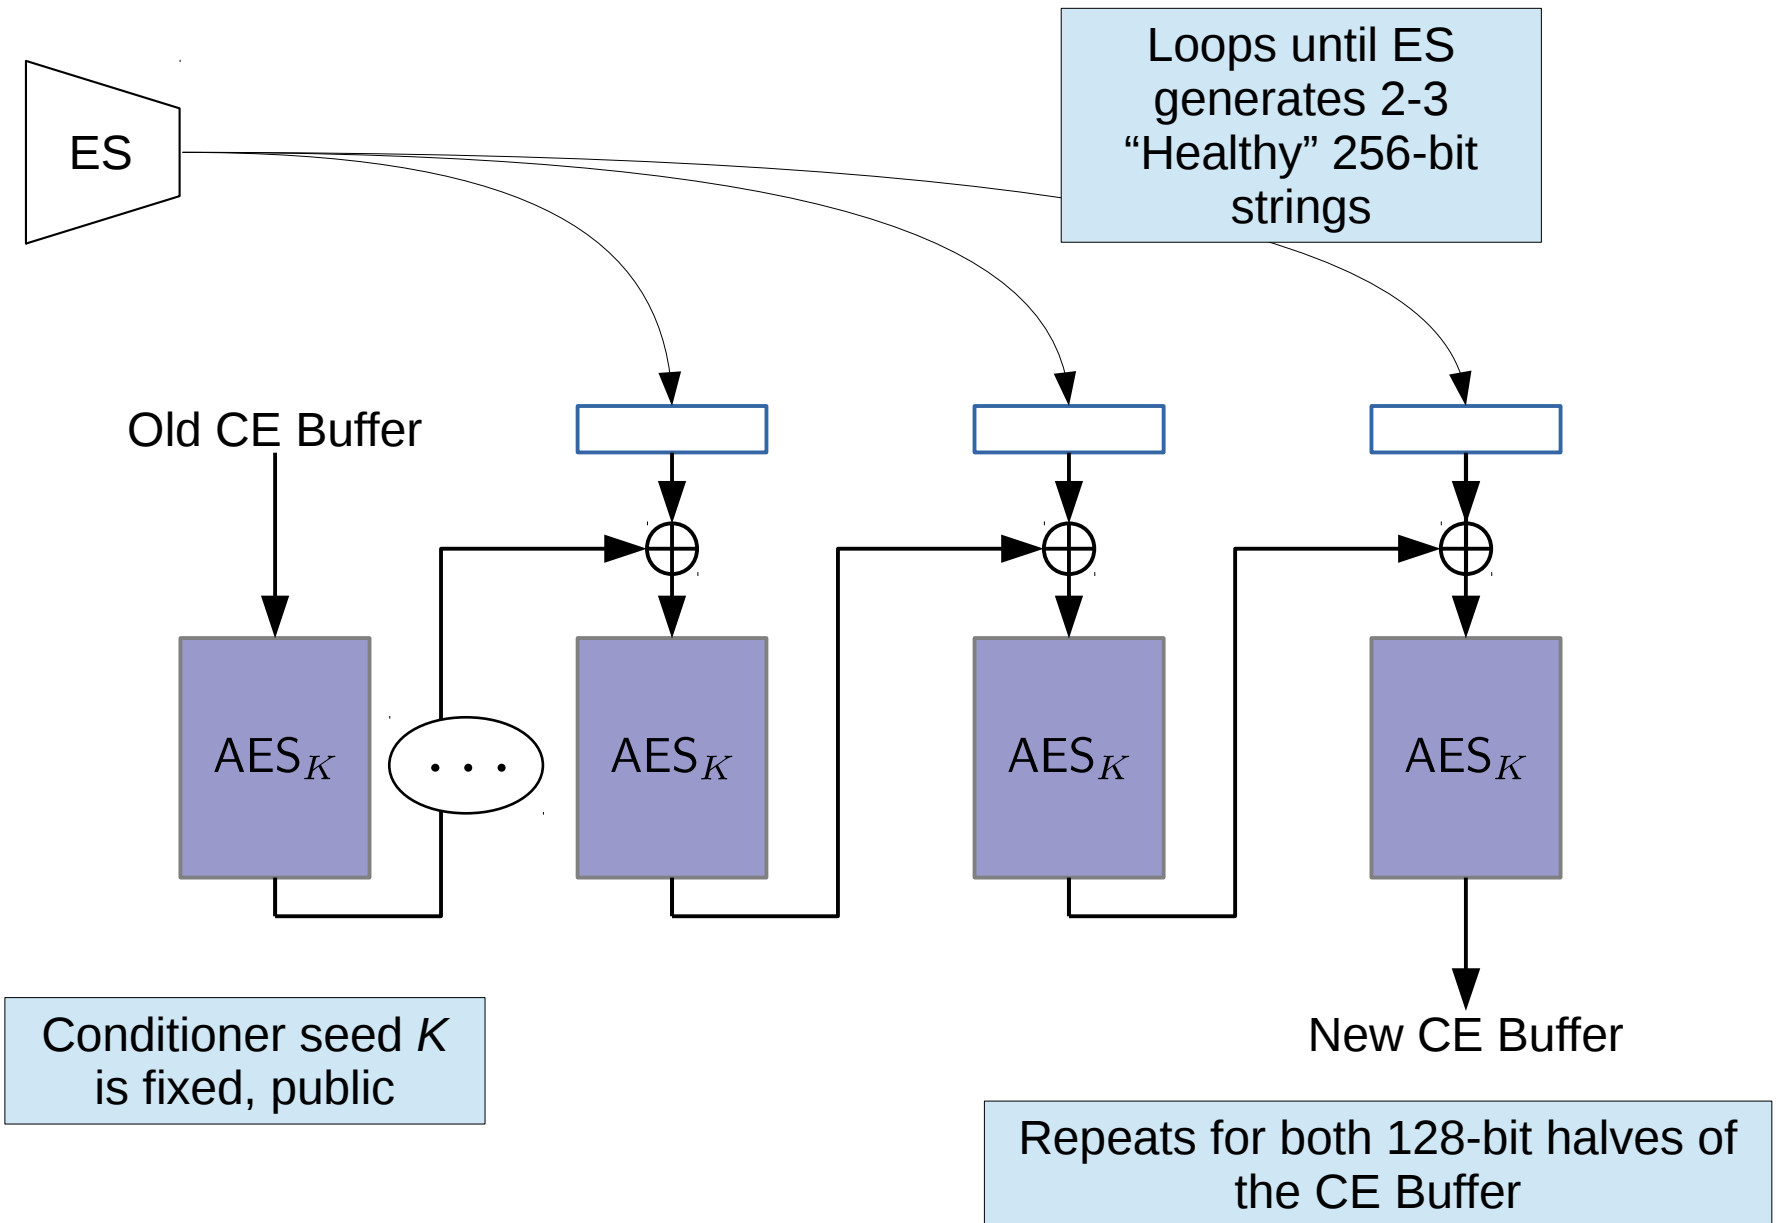 ES
Loops until ES
generates 2-3
“Healthy” 256-bit
strings
Old CE Buffer
AES_K
. . .
AES_K
AES_K
AES_K
Conditioner seed K
is fixed, public
New CE Buffer
Repeats for both 128-bit halves of
the CE Buffer